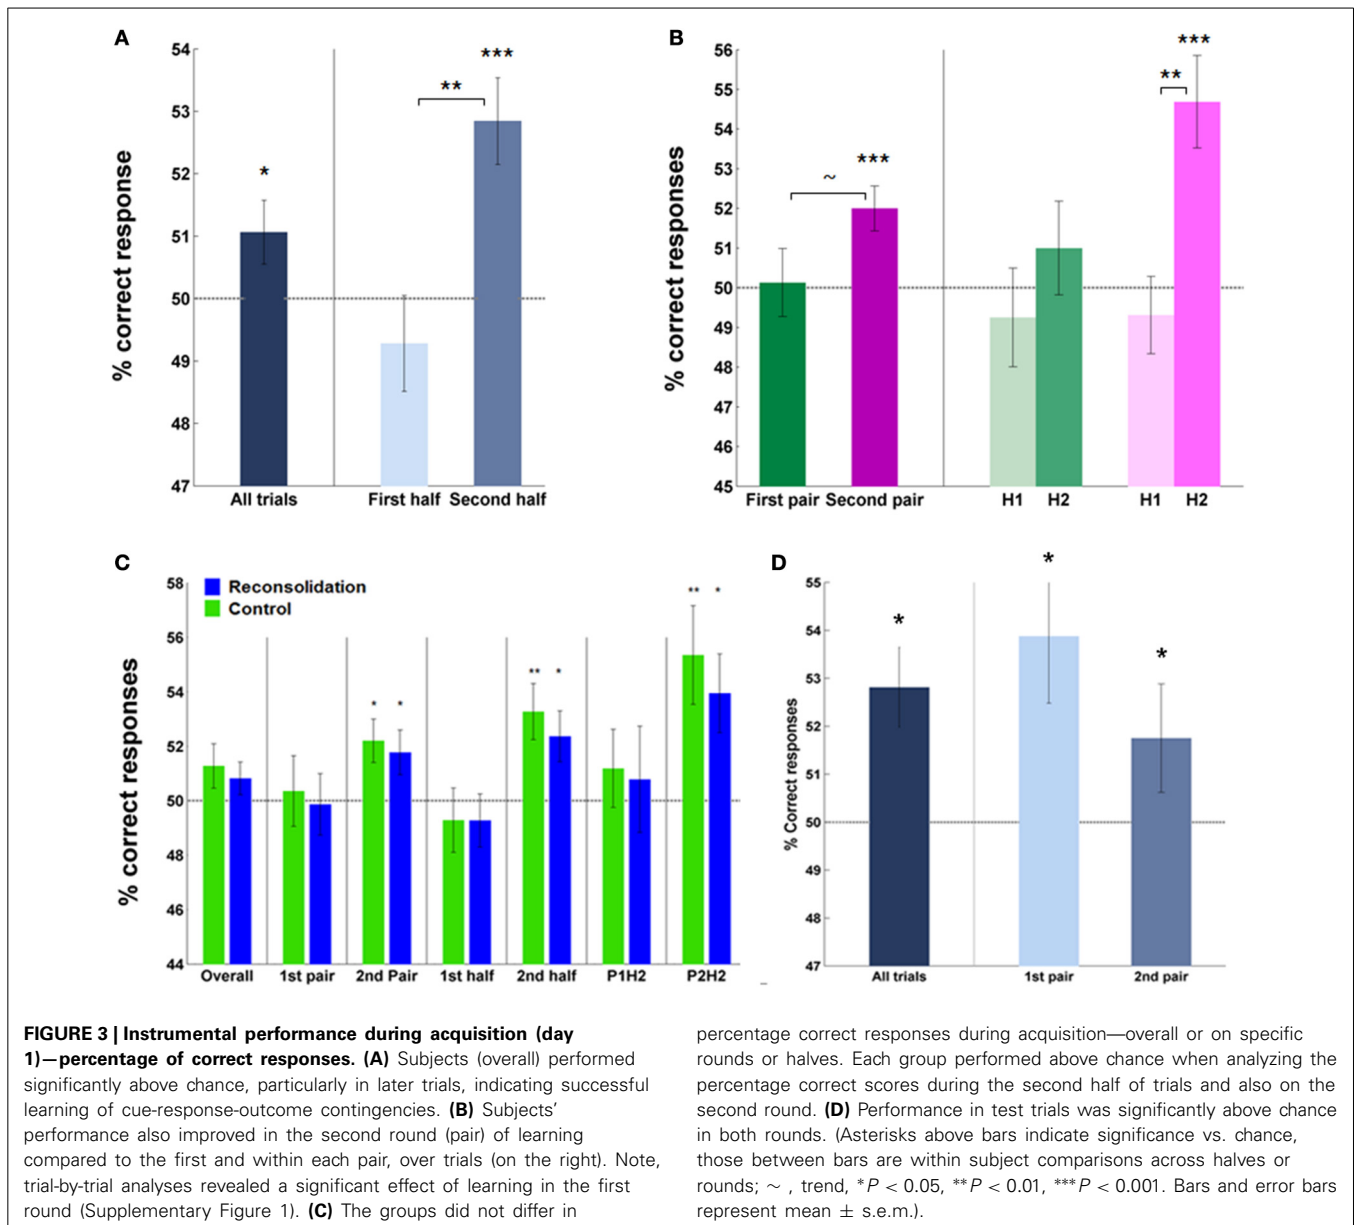 A
54
53
52
51
50
49
48
47
% correct response
*
**
***
All trials
First half
Second half
B
56
55
54
53
52
51
50
49
48
47
46
45
% correct responses
~
***
**
***
First pair
Second pair
H1
H2
H1
H2
C
58
56
54
52
50
48
46
44
% correct responses
Reconsolidation
Control
*
*
**
*
**
*
Overall
1st pair
2nd Pair
1st half
2nd half
P1H2
P2H2
D
55
54
53
52
51
50
49
48
47
% Correct responses
*
*
*
All trials
1st pair
2nd pair
FIGURE 3 | Instrumental performance during acquisition (day
1)—percentage of correct responses. (A) Subjects (overall) performed
significantly above chance, particularly in later trials, indicating successful
learning of cue-response-outcome contingencies. (B) Subjects'
performance also improved in the second round (pair) of learning
compared to the first and within each pair, over trials (on the right). Note,
trial-by-trial analyses revealed a significant effect of learning in the first
round (Supplementary Figure 1). (C) The groups did not differ in
percentage correct responses during acquisition—overall or on specific
rounds or halves. Each group performed above chance when analyzing the
percentage correct scores during the second half of trials and also on the
second round. (D) Performance in test trials was significantly above chance
in both rounds. (Asterisks above bars indicate significance vs. chance,
those between bars are within subject comparisons across halves or
rounds; ~ , trend, *P < 0.05, **P < 0.01, ***P < 0.001. Bars and error bars
represent mean ± s.e.m.).